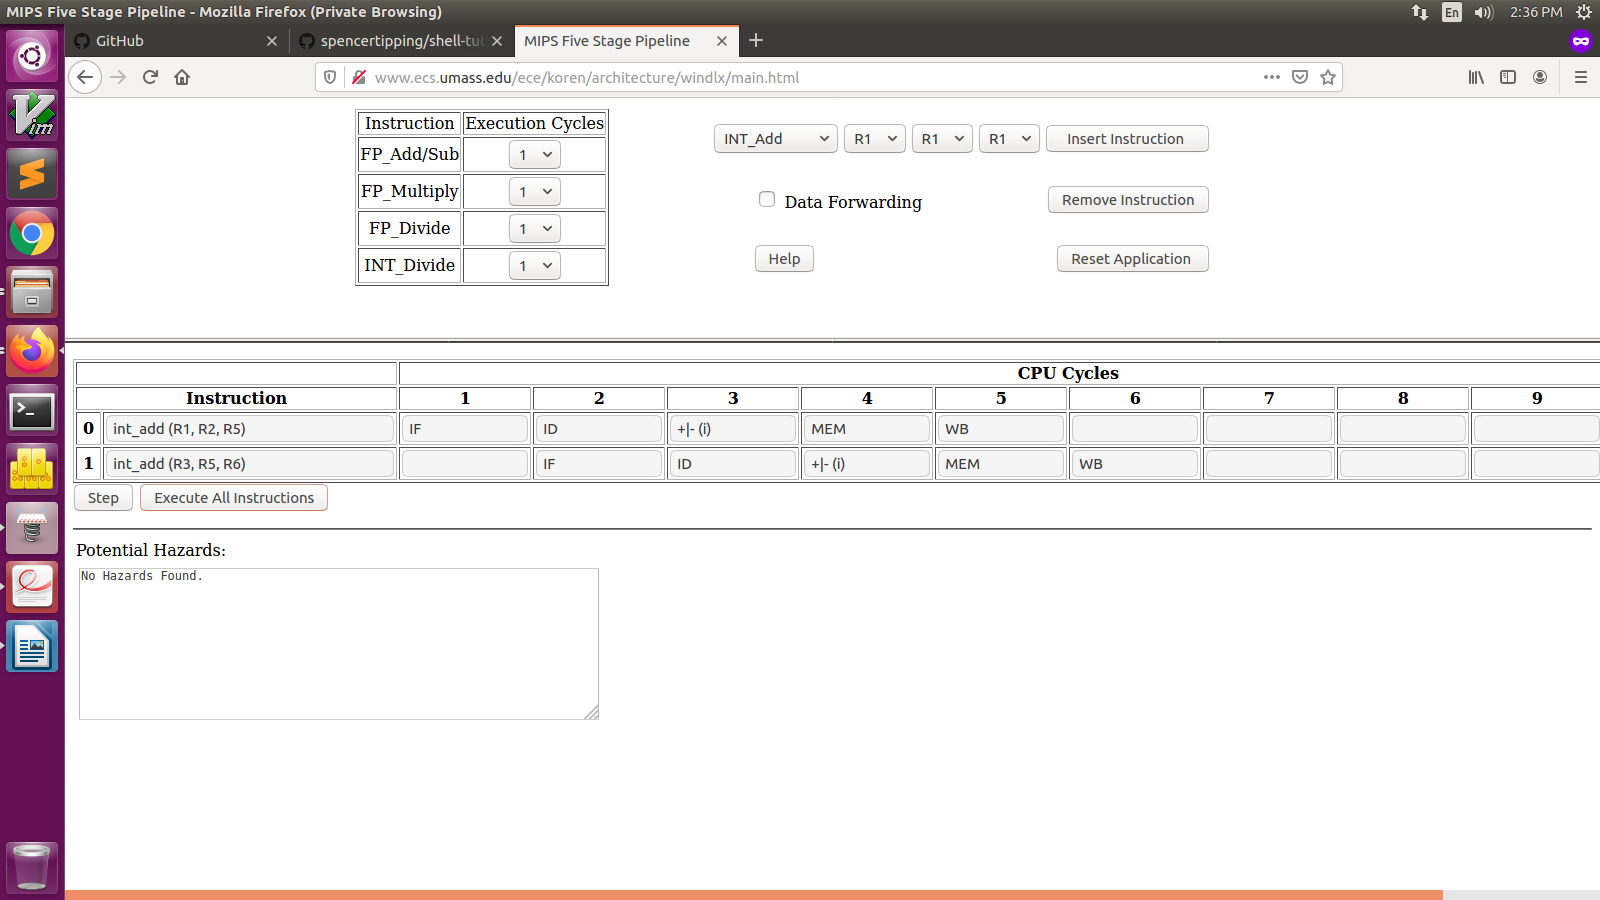 MIPS Five Stage Pipeline - Mozilla Firefox (Private Browsing)
En
2:36 PM
GitHub
spencertipping/shell-tut
MIPS Five Stage Pipeline
www.ecs.umass.edu/ece/koren/architecture/windlx/main.html
Instruction Execution Cycles
FP_Add/Sub 1
FP_Multiply 1
FP_Divide 1
INT_Divide 1
INT_Add R1 R1 R1 Insert Instruction
Data Forwarding Remove Instruction
Help Reset Application
CPU Cycles
Instruction 1 2 3 4 5 6 7 8 9
0 int_add (R1, R2, R5) IF ID +|- (i) MEM WB
1 int_add (R3, R5, R6) IF ID +|- (i) MEM WB
Step Execute All Instructions
Potential Hazards:
No Hazards Found.